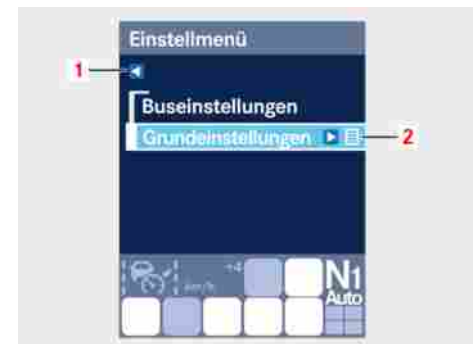 Einstellmenü
1
Buseinstellungen
Grundeinstellungen
2
+4
km/h
N1
Auto